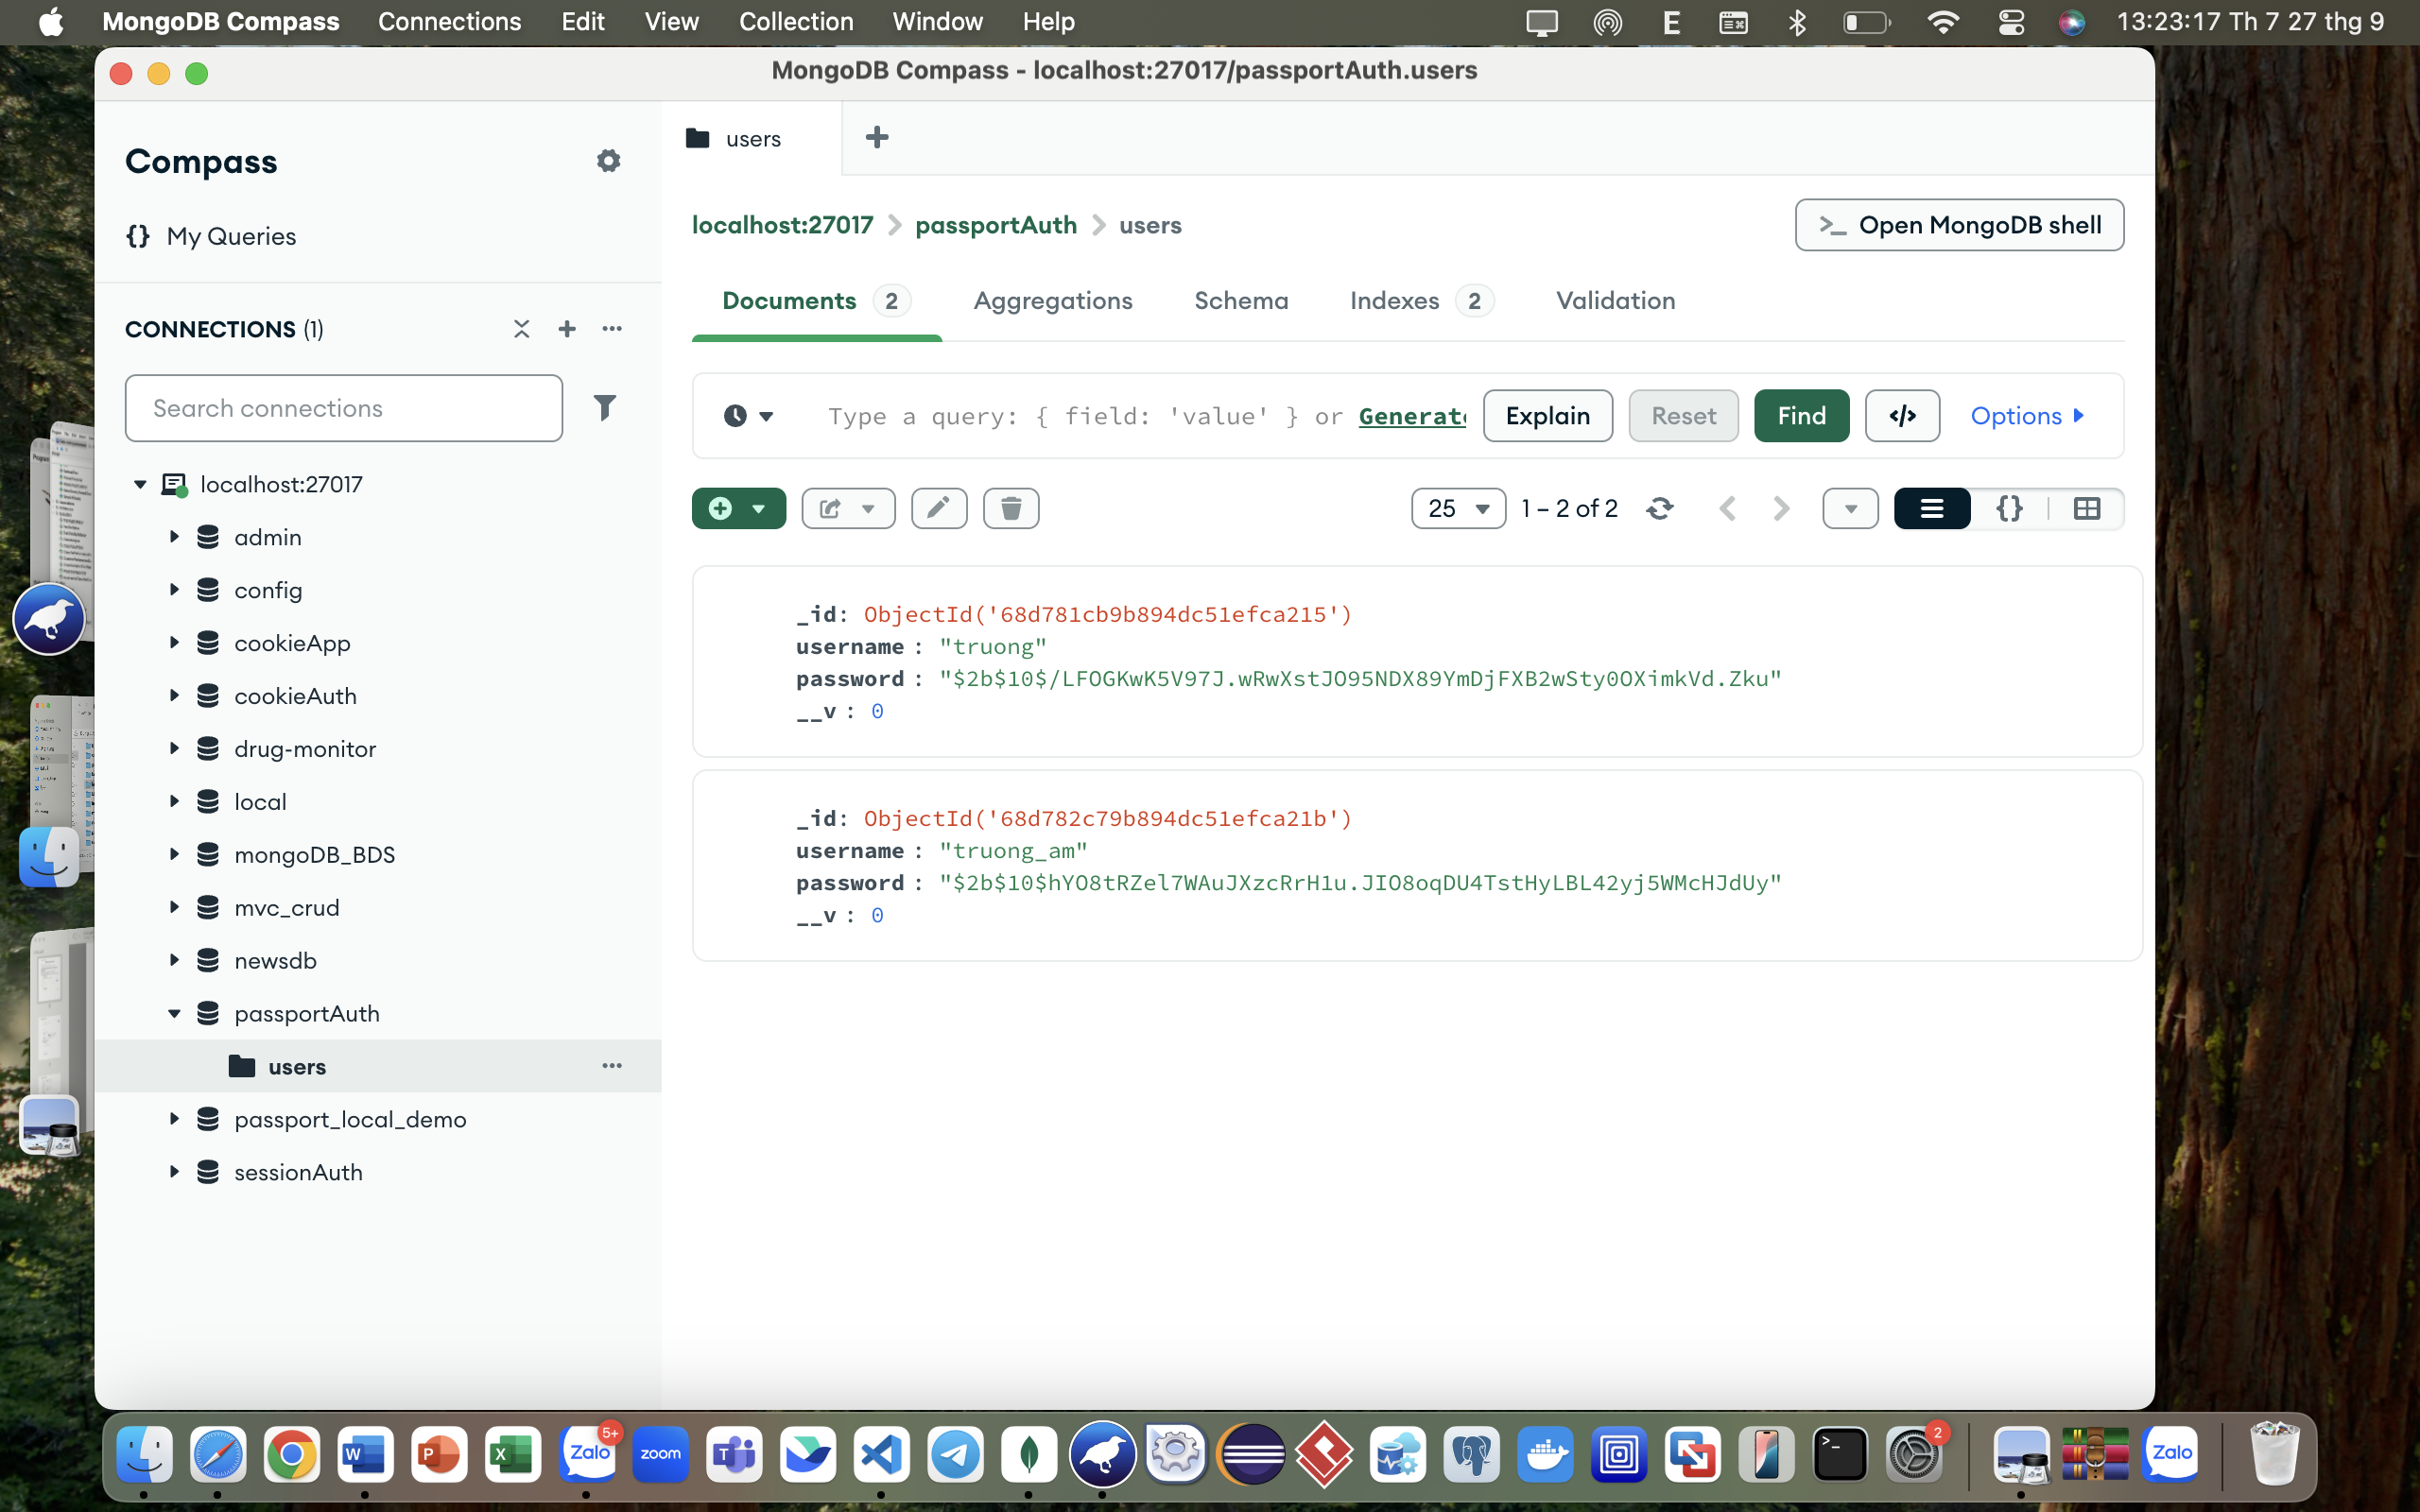 MongoDB Compass Connections Edit View Collection Window Help E 13:23:17 Th 7 27 thg 9
MongoDB Compass - localhost:27017/passportAuth.users
Compass
{} My Queries
CONNECTIONS (1)
Search connections
localhost:27017
admin
config
cookieApp
cookieAuth
drug-monitor
local
mongoDB_BDS
mvc_crud
newsdb
passportAuth
users
passport_local_demo
sessionAuth
users
localhost:27017 > passportAuth > users
>_ Open MongoDB shell
Documents 2 Aggregations Schema Indexes 2 Validation
Type a query: { field: 'value' } or Generate Explain Reset Find </> Options
25 1 – 2 of 2 {}
_id: ObjectId('68d781cb9b894dc51efca215')
username : "truong"
password : "$2b$10$/LFOGKwK5V97J.wRwXstJO95NDX89YmDjFXB2wSty0OXimkVd.Zku"
__v : 0
_id: ObjectId('68d782c79b894dc51efca21b')
username : "truong_am"
password : "$2b$10$hYO8tRZel7WAuJXzcRrH1u.JIO8oqDU4TstHyLBL42yj5WMcHJdUy"
__v : 0
W P X Zalo 5+ zoom T >_ 2 Zalo